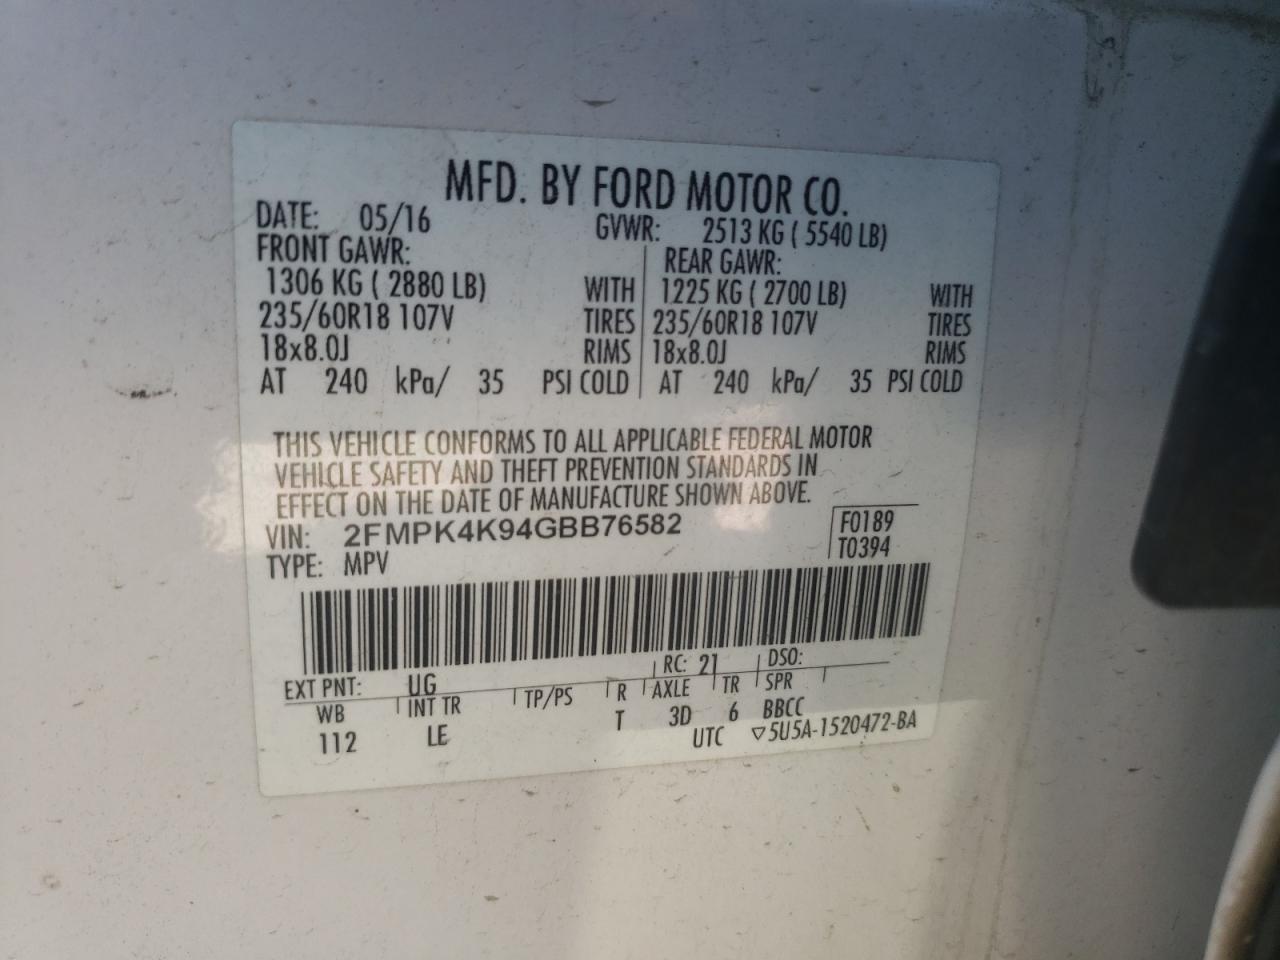 MFD. BY FORD MOTOR CO.
DATE: 05/16 GVWR: 2513 KG ( 5540 LB)
FRONT GAWR: REAR GAWR:
1306 KG ( 2880 LB) WITH 1225 KG ( 2700 LB) WITH
235/60R18 107V TIRES 235/60R18 107V TIRES
18x8.0J RIMS 18x8.0J RIMS
AT 240 kPa/ 35 PSI COLD AT 240 kPa/ 35 PSI COLD
THIS VEHICLE CONFORMS TO ALL APPLICABLE FEDERAL MOTOR
VEHICLE SAFETY AND THEFT PREVENTION STANDARDS IN
EFFECT ON THE DATE OF MANUFACTURE SHOWN ABOVE.
VIN: 2FMPK4K94GBB76582 F0189
TYPE: MPV T0394
EXT PNT: UG RC: 21 DSO:
WB INT TR TP/PS R AXLE TR SPR
112 LE T 3D 6 BBCC
UTC ▽5U5A-1520472-BA